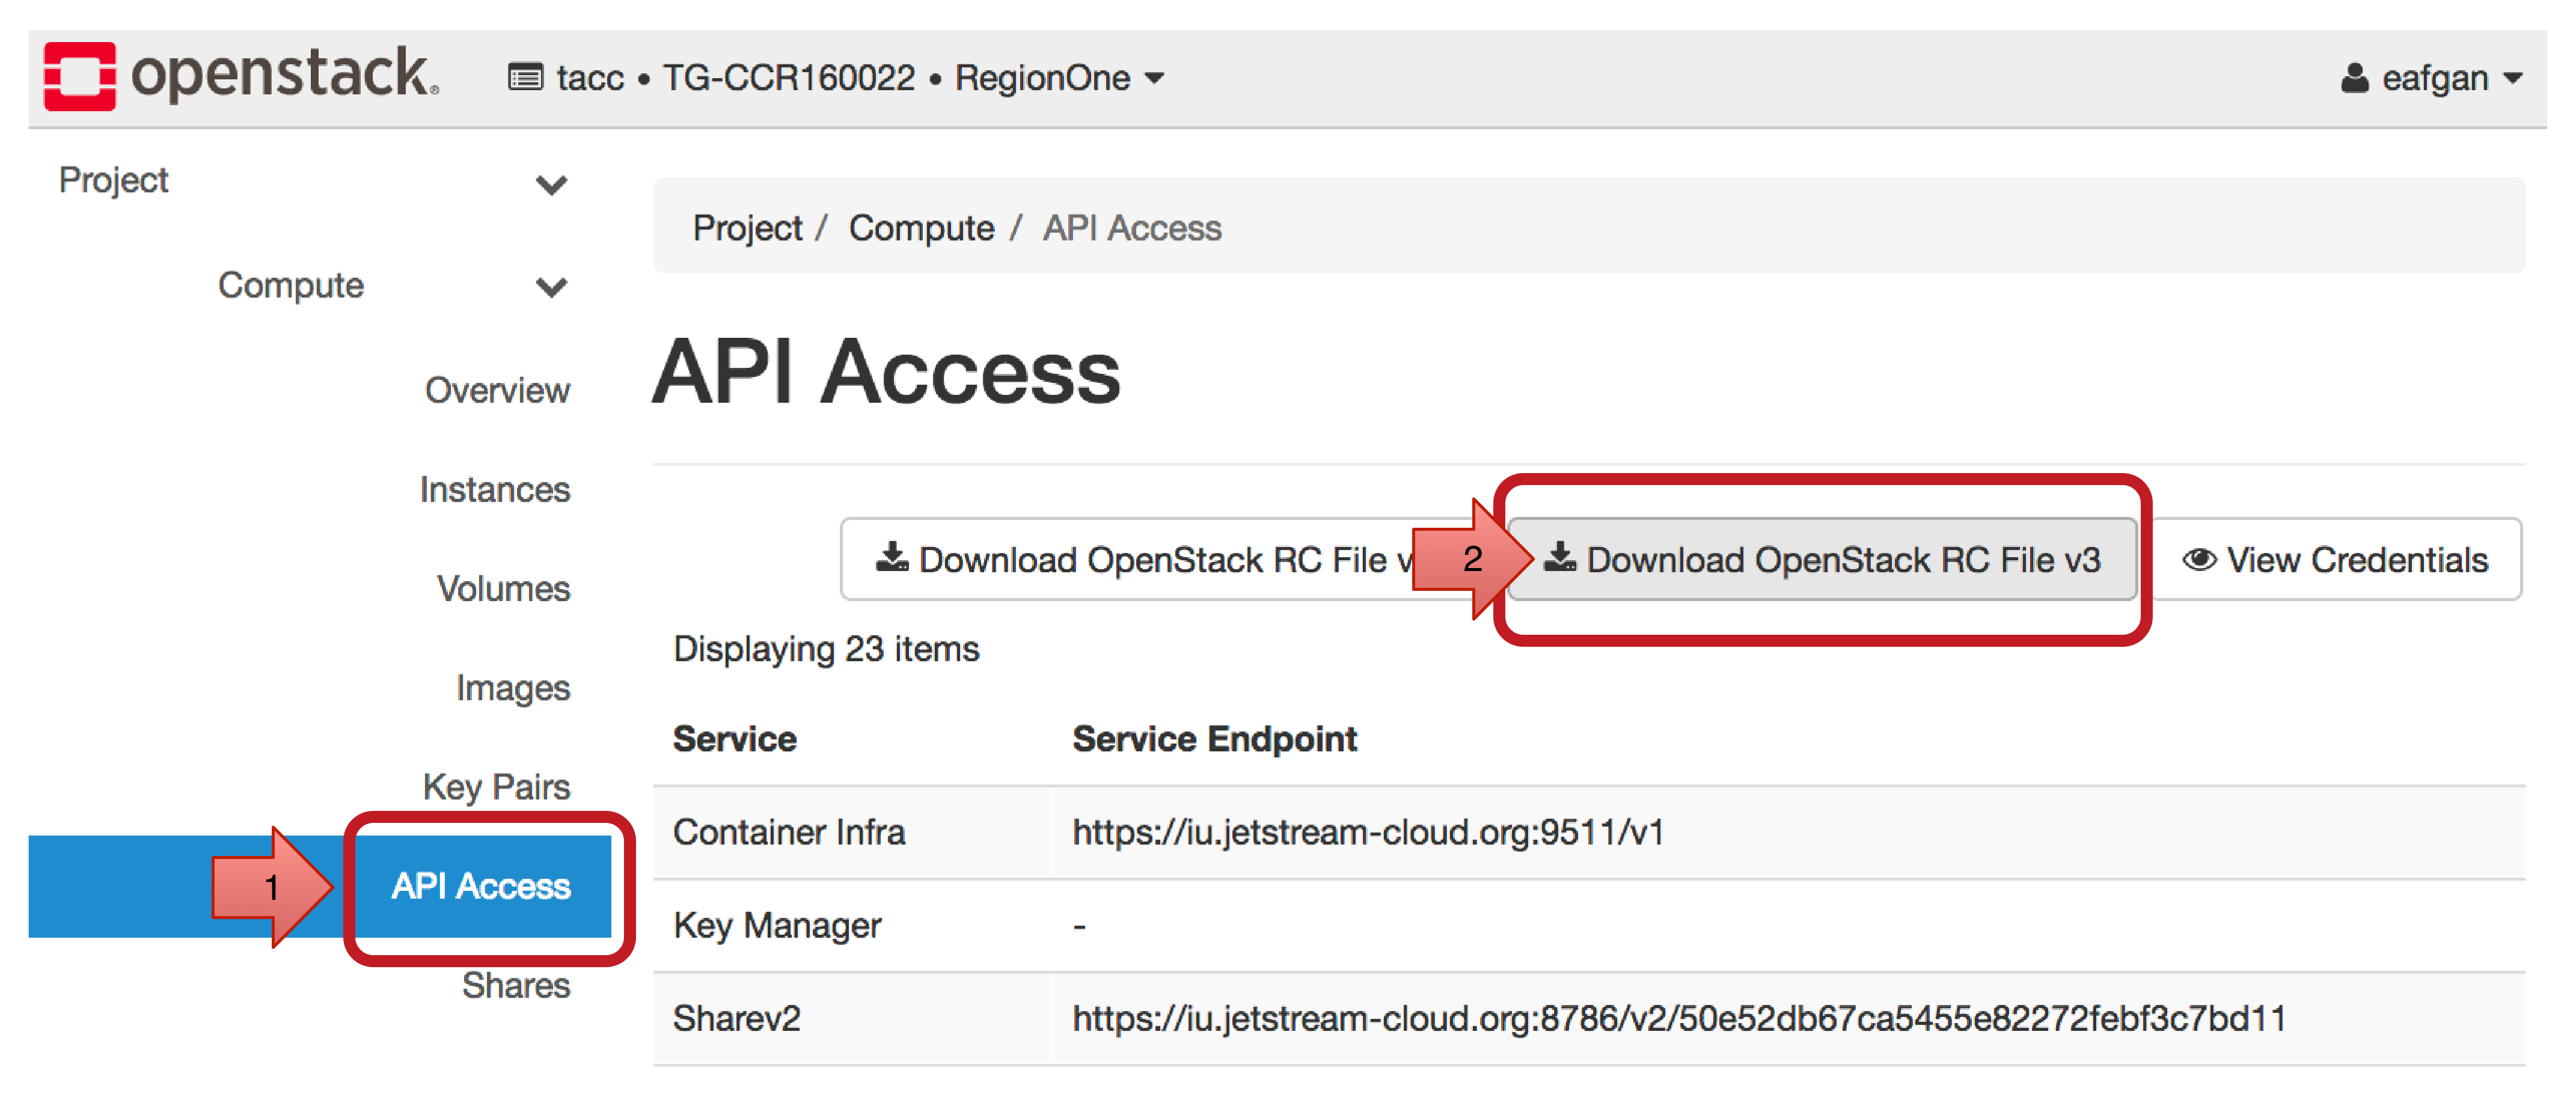 openstack.
tacc • TG-CCR160022 • RegionOne
eafgan
Project
Compute
Overview
Instances
Volumes
Images
Key Pairs
1
API Access
Shares
Project / Compute / API Access
API Access
Download OpenStack RC File v
2
Download OpenStack RC File v3
View Credentials
Displaying 23 items
Service Service Endpoint
Container Infra https://iu.jetstream-cloud.org:9511/v1
Key Manager -
Sharev2 https://iu.jetstream-cloud.org:8786/v2/50e52db67ca5455e82272febf3c7bd11